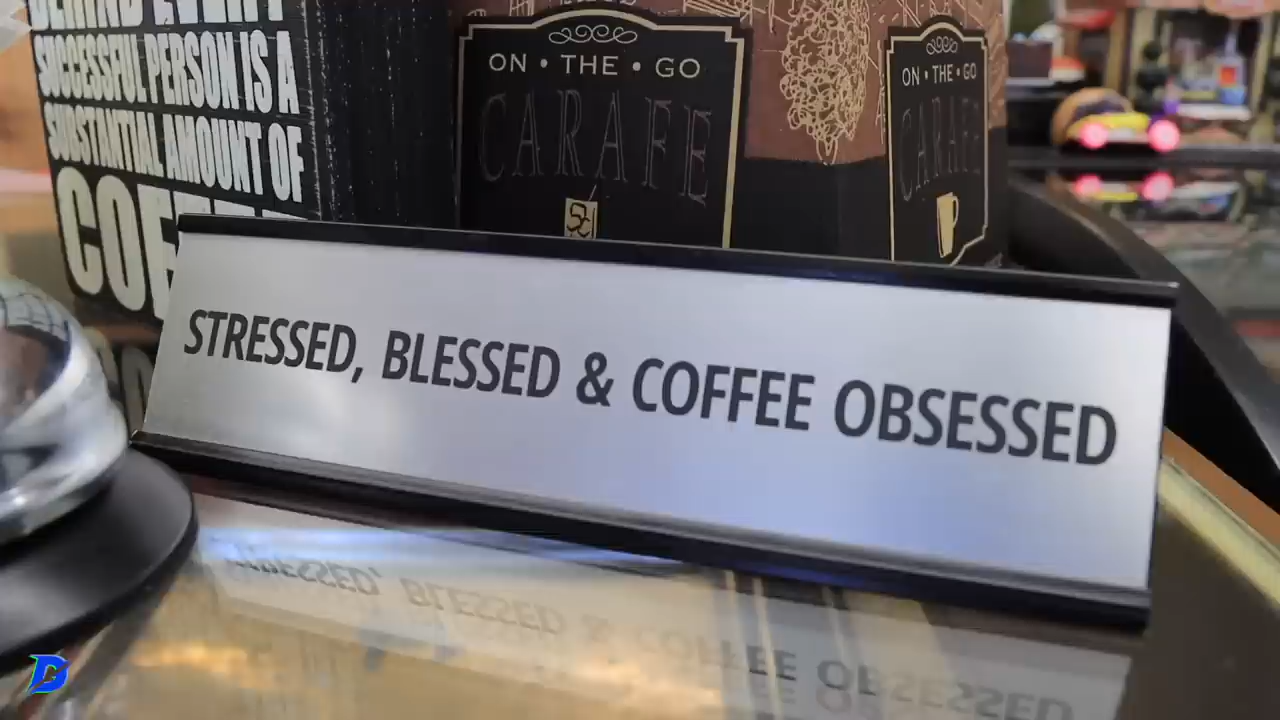 SUCCESSFUL PERSON IS A
SUBSTANTIAL AMOUNT OF
ON • THE • GO
CARAFE
ON • THE • GO
CARAFE
STRESSED, BLESSED & COFFEE OBSESSED